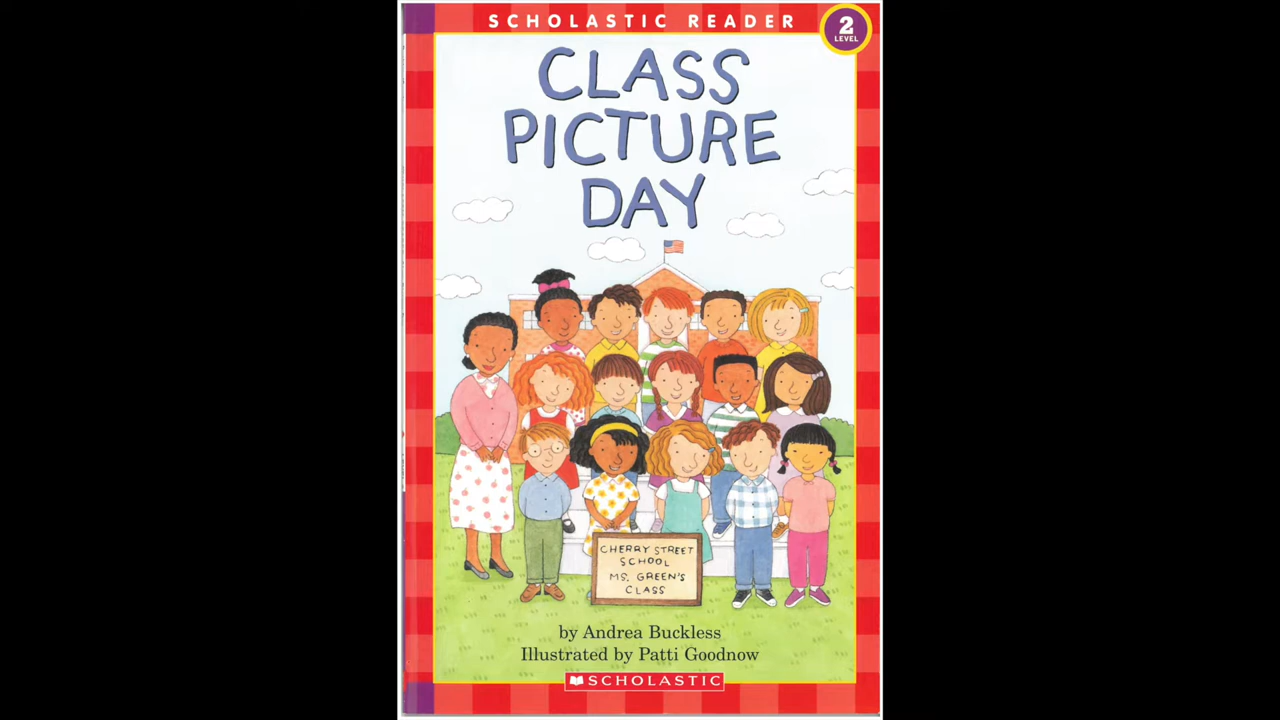 SCHOLASTIC READER
2
LEVEL
CLASS
PICTURE
DAY
CHERRY STREET
SCHOOL
MS. GREEN'S
CLASS
by Andrea Buckless
Illustrated by Patti Goodnow
SCHOLASTIC